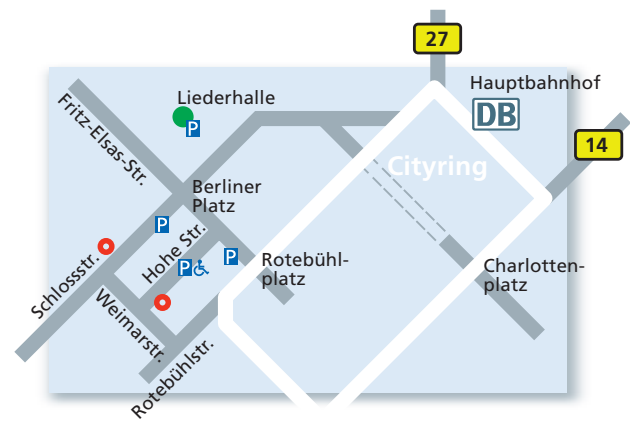 27
Hauptbahnhof
DB
Liederhalle
P
14
Fritz-Elsas-Str.
Cityring
Berliner
Platz
P
Hohe Str.
P
P
Rotebühl-
platz
Charlotten-
platz
Schlossstr.
Weimarstr.
Rotebühlstr.